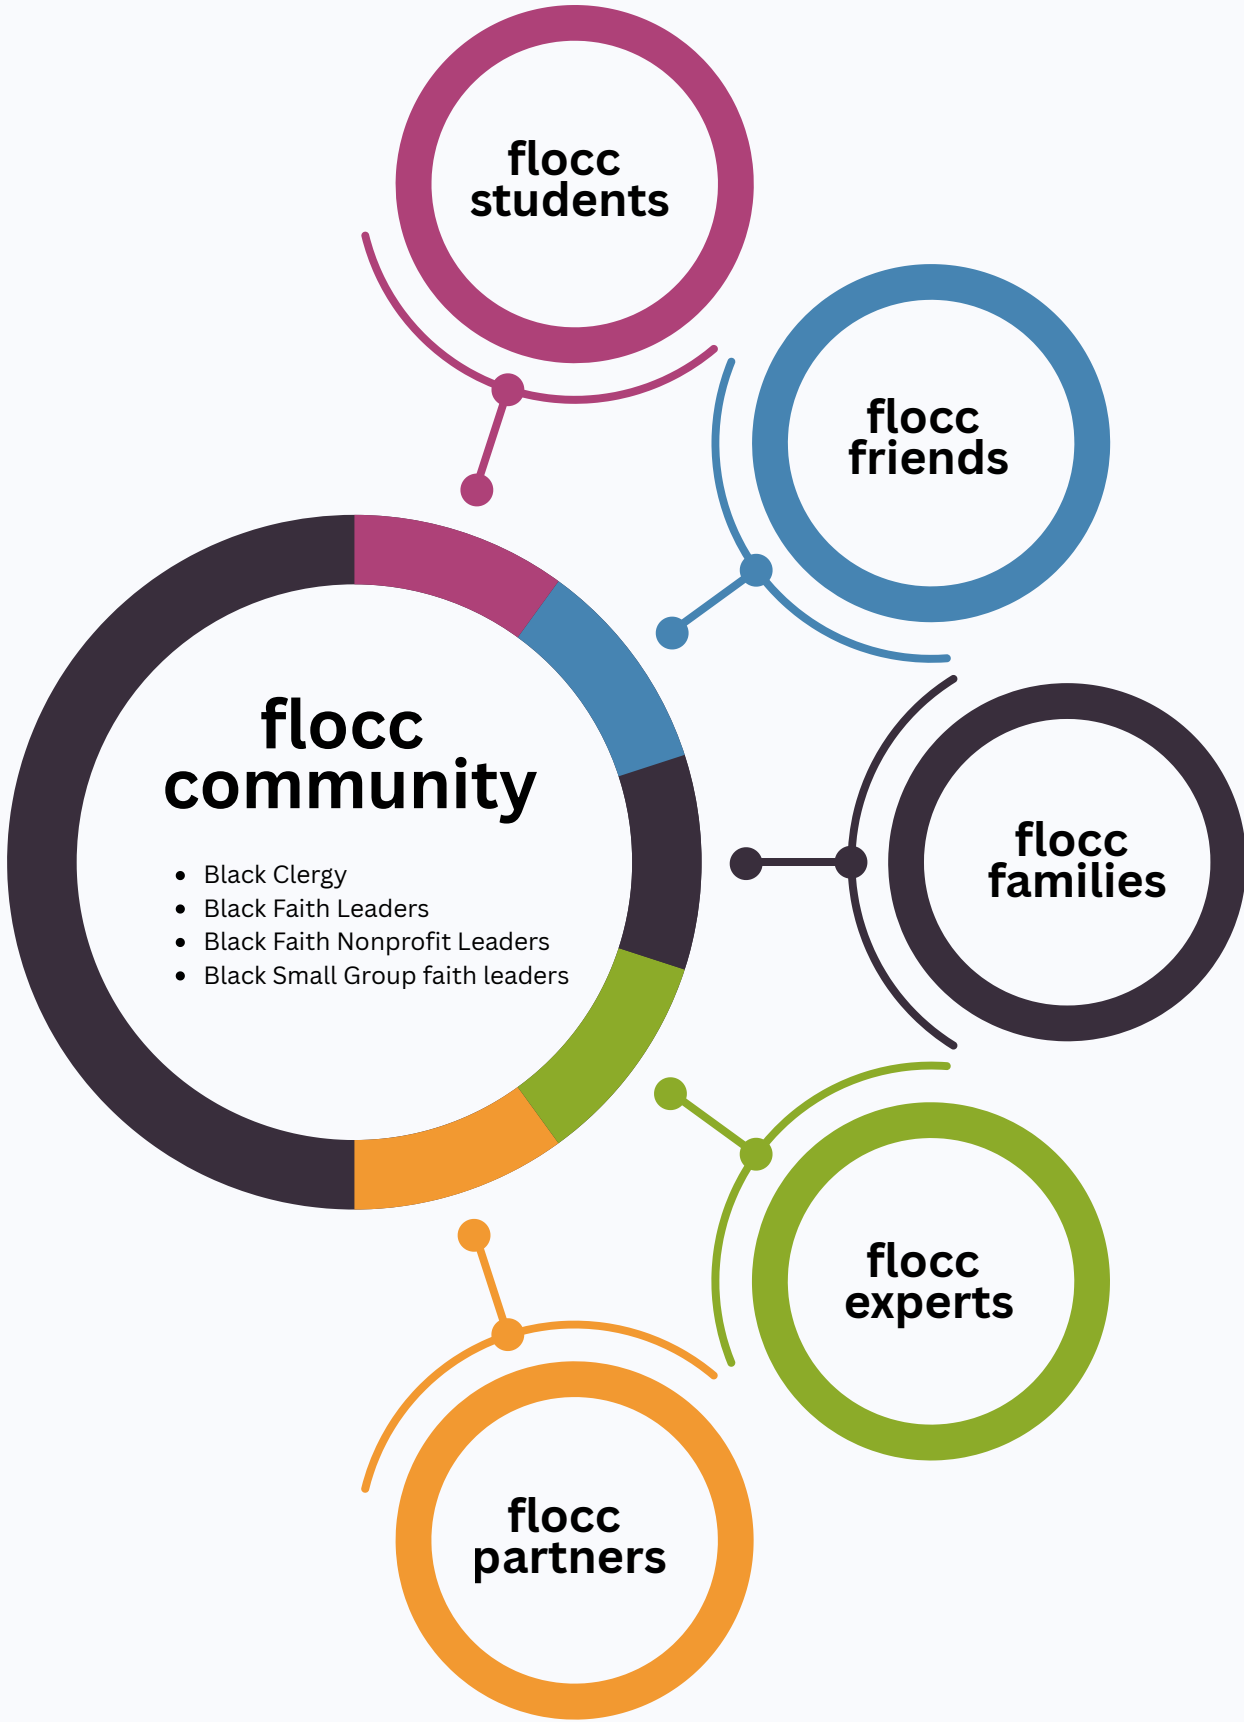 flocc
students
flocc
friends
flocc
community
• Black Clergy
• Black Faith Leaders
• Black Faith Nonprofit Leaders
• Black Small Group faith leaders
flocc
families
flocc
experts
flocc
partners